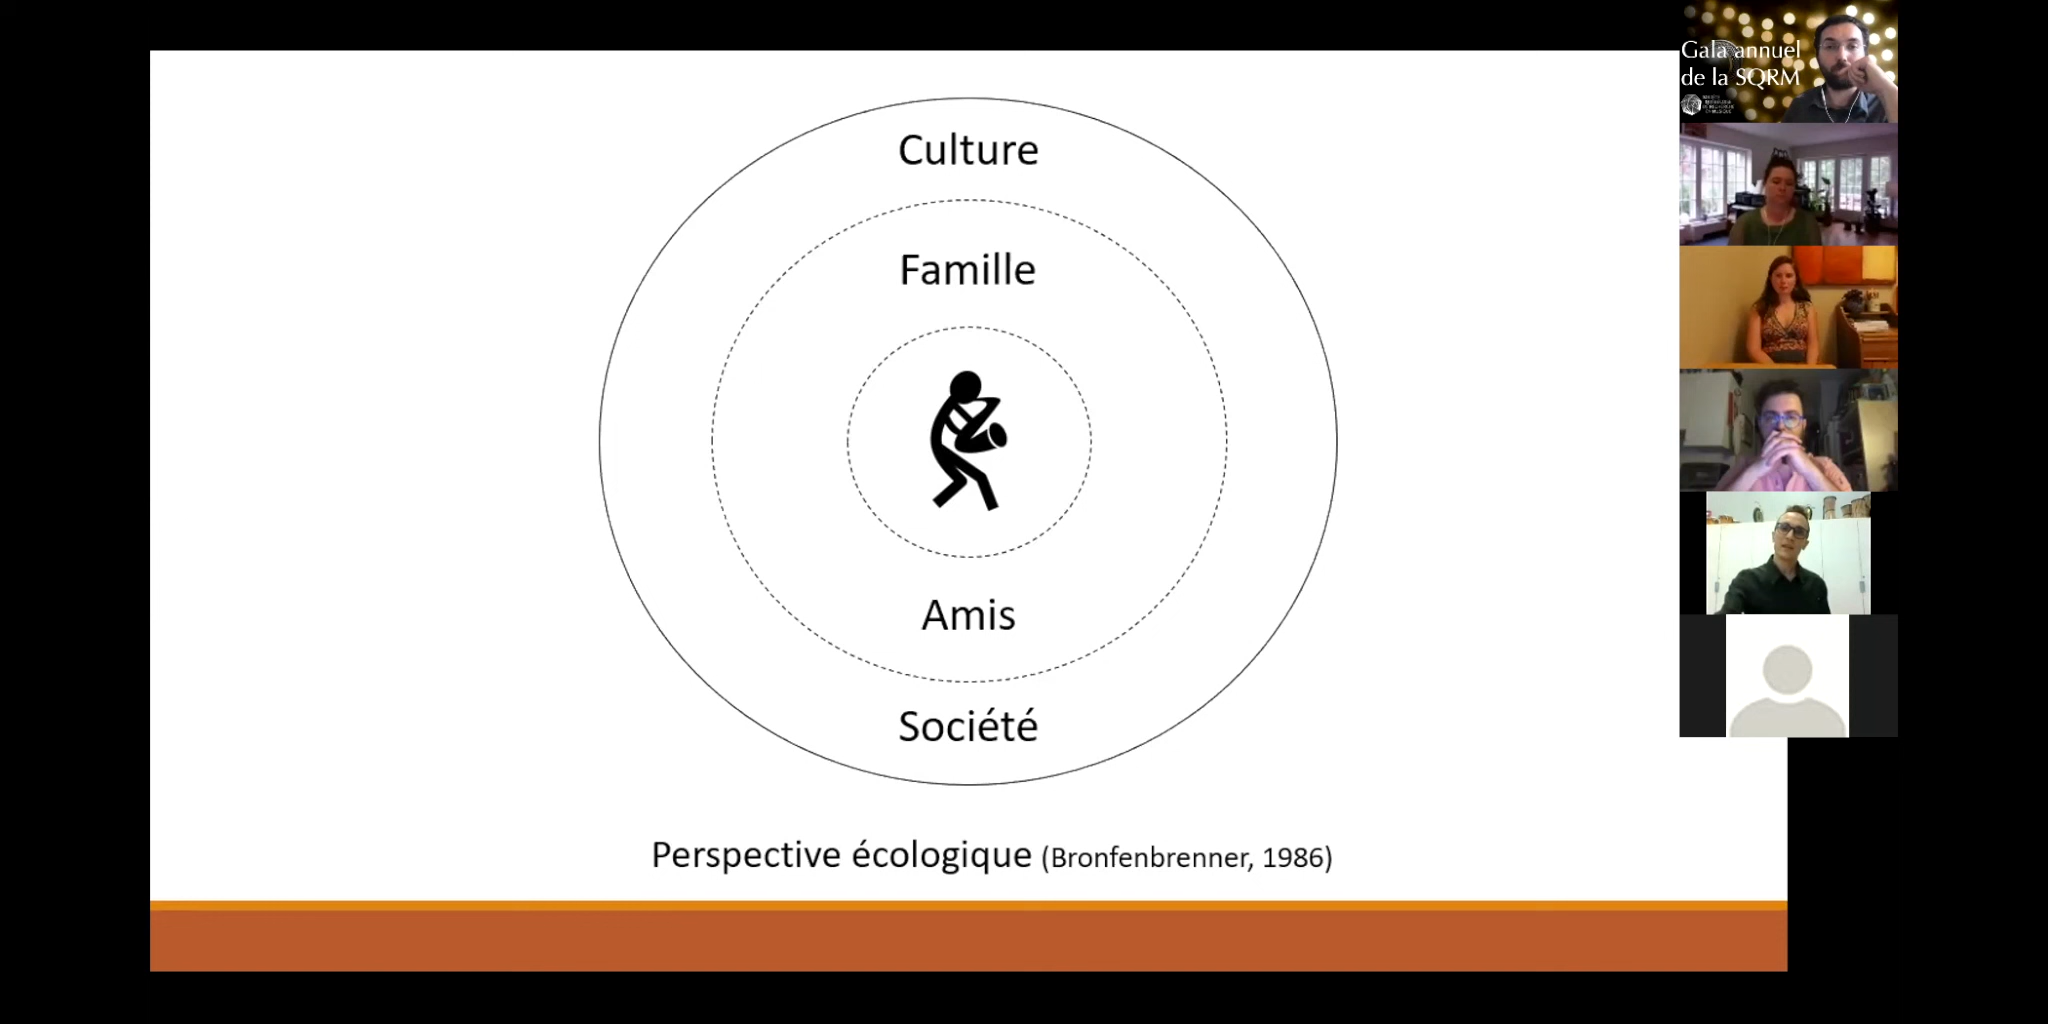 Culture
Famille
Amis
Société
Perspective écologique (Bronfenbrenner, 1986)
Gala annuel
de la SQRM